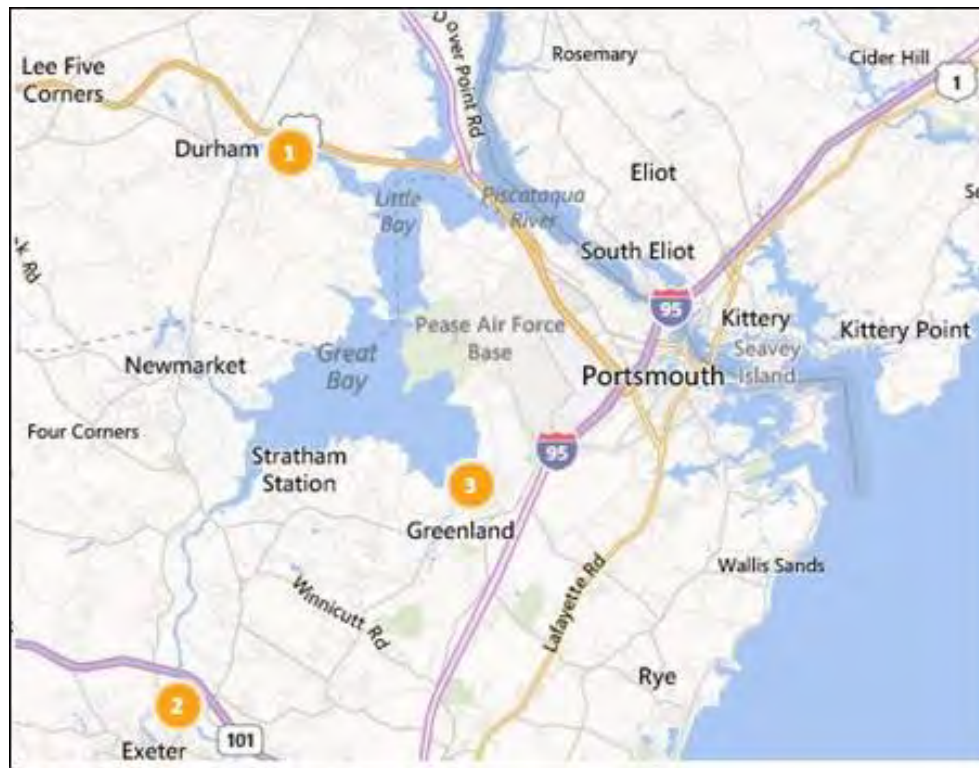 Dover Point Rd
Rosemary
Cider Hill
1
Lee Five
Corners
Durham
1
Eliot
Little
Bay
Piscataqua
River
South Eliot
95
Kittery
Kittery Point
Seavey
Island
Pease Air Force
Base
Great
Bay
Newmarket
Portsmouth
Four Corners
Stratham
Station
95
3
Greenland
Wallis Sands
Winnicutt Rd
Lafayette Rd
Rye
2
101
Exeter